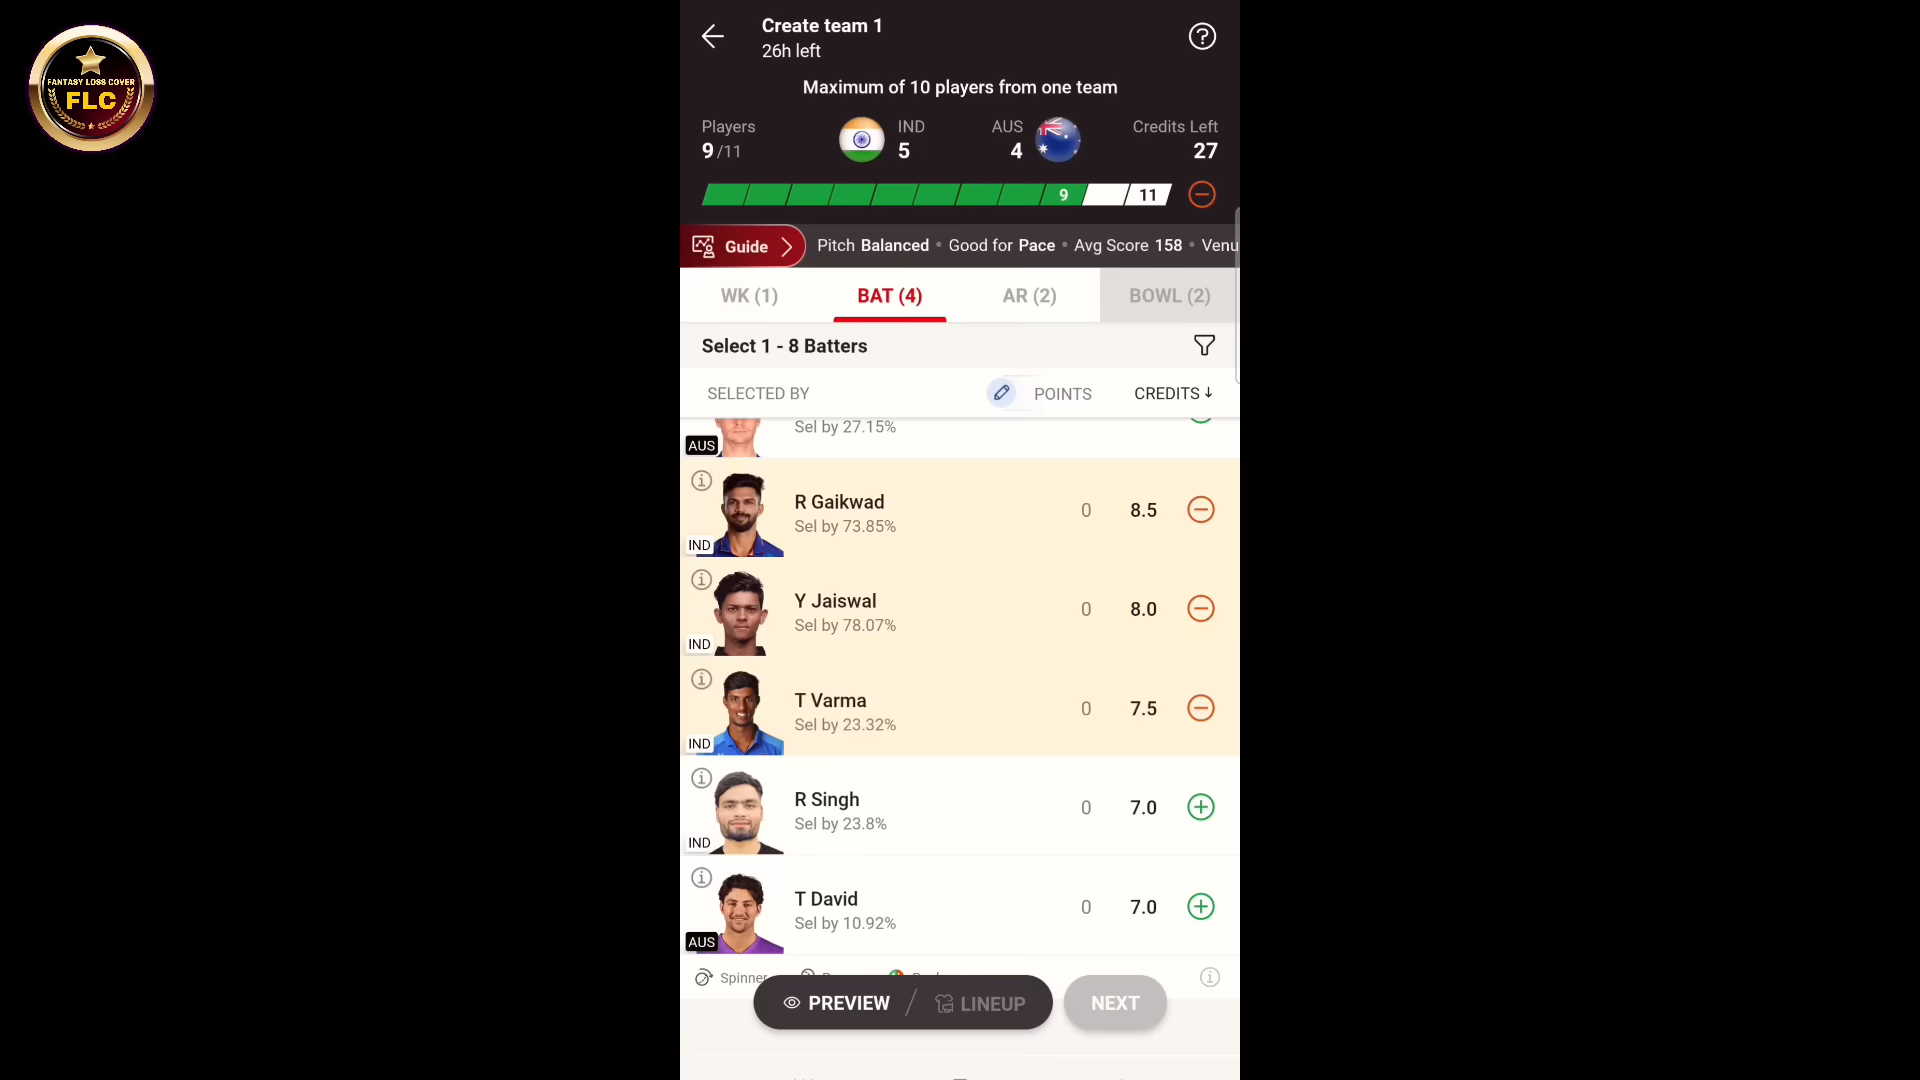 FANTASY LOSS COVER
FLC
Create team 1
26h left
Maximum of 10 players from one team
Players
9 /11
IND
5
AUS
4
Credits Left
27
9
11
Guide
Pitch Balanced • Good for Pace • Avg Score 158 • Venu
WK (1)
BAT (4)
AR (2)
BOWL (2)
Select 1 - 8 Batters
SELECTED BY
POINTS
CREDITS ↓
Sel by 27.15%
AUS
R Gaikwad
Sel by 73.85%
0
8.5
IND
Y Jaiswal
Sel by 78.07%
0
8.0
IND
T Varma
Sel by 23.32%
0
7.5
IND
R Singh
Sel by 23.8%
0
7.0
IND
T David
Sel by 10.92%
0
7.0
AUS
Spinner
PREVIEW
LINEUP
NEXT